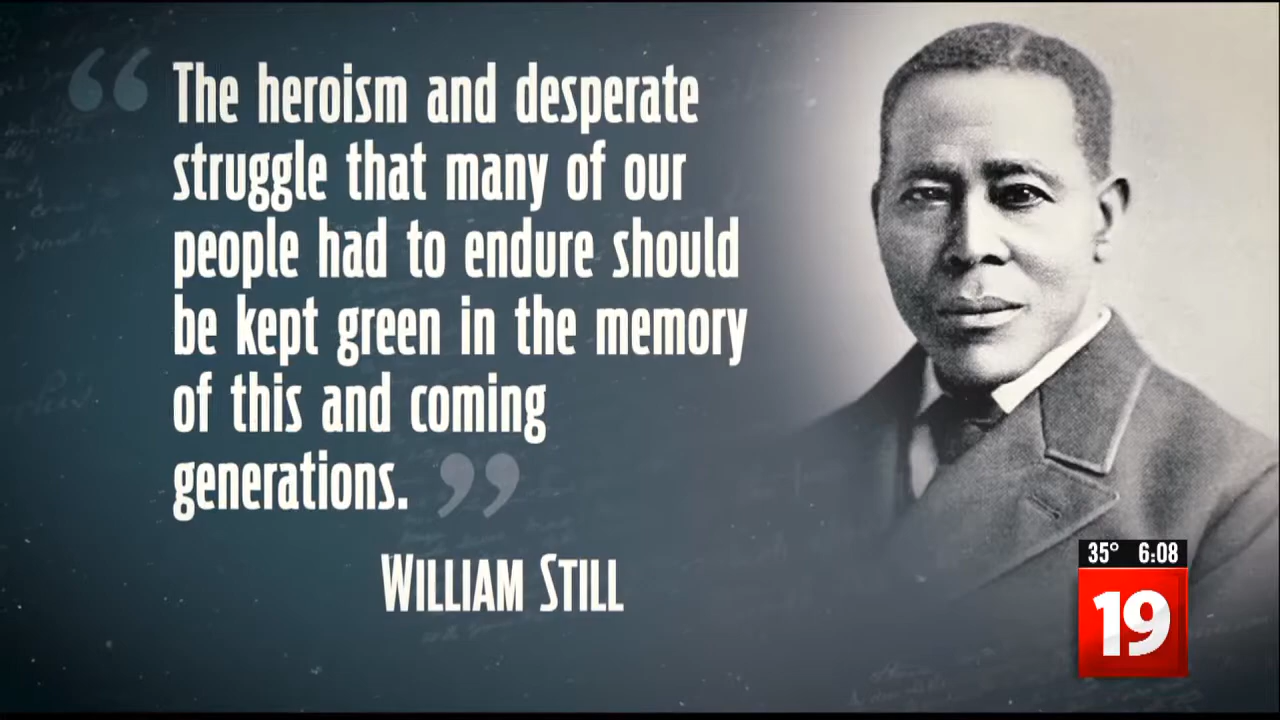 “The heroism and desperate
struggle that many of our
people had to endure should
be kept green in the memory
of this and coming
generations.”
WILLIAM STILL
35° 6:08
19